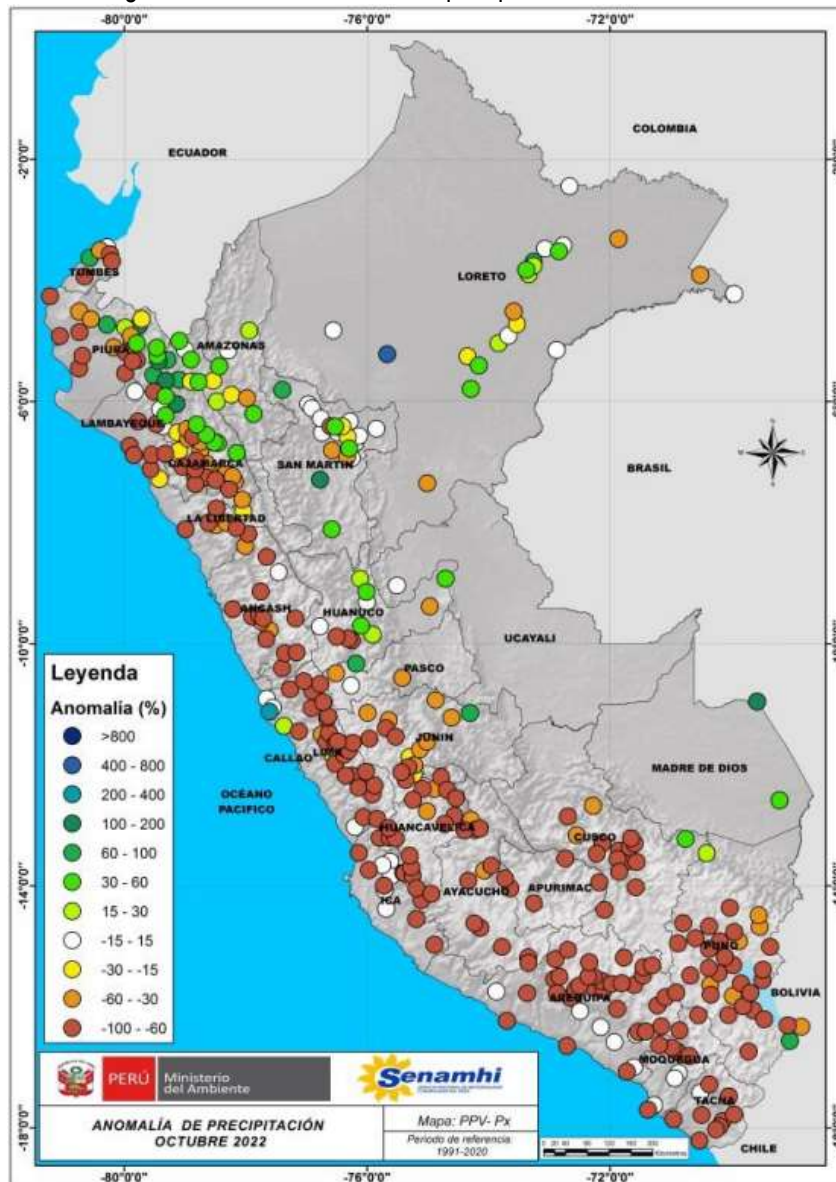 -80°0'0"
-76°0'0"
-72°0'0"
COLOMBIA
ECUADOR
-2°0'0"
TUMBES
LORETO
PIURA
AMAZONAS
-6°0'0"
LAMBAYEQUE
CAJAMARCA
SAN MARTIN
BRASIL
LA LIBERTAD
ANCASH
HUANUCO
UCAYALI
-10°0'0"
PASCO
Leyenda
Anomalía (%)
>800
400 - 800
200 - 400
100 - 200
60 - 100
30 - 60
15 - 30
-15 - 15
-30 - -15
-60 - -30
-100 - -60
JUNIN
LIMA
CALLAO
MADRE DE DIOS
OCÉANO
PACIFICO
HUANCAVELICA
CUSCO
-14°0'0"
ICA
AYACUCHO
APURIMAC
PUNO
AREQUIPA
BOLIVIA
MOQUEGUA
TACNA
-18°0'0"
CHILE
PERÚ
Ministerio
del Ambiente
Senamhi
ANOMALÍA DE PRECIPITACIÓN
OCTUBRE 2022
Mapa: PPV- Px
Periodo de referencia:
1991-2020
-80°0'0"
-76°0'0"
-72°0'0"